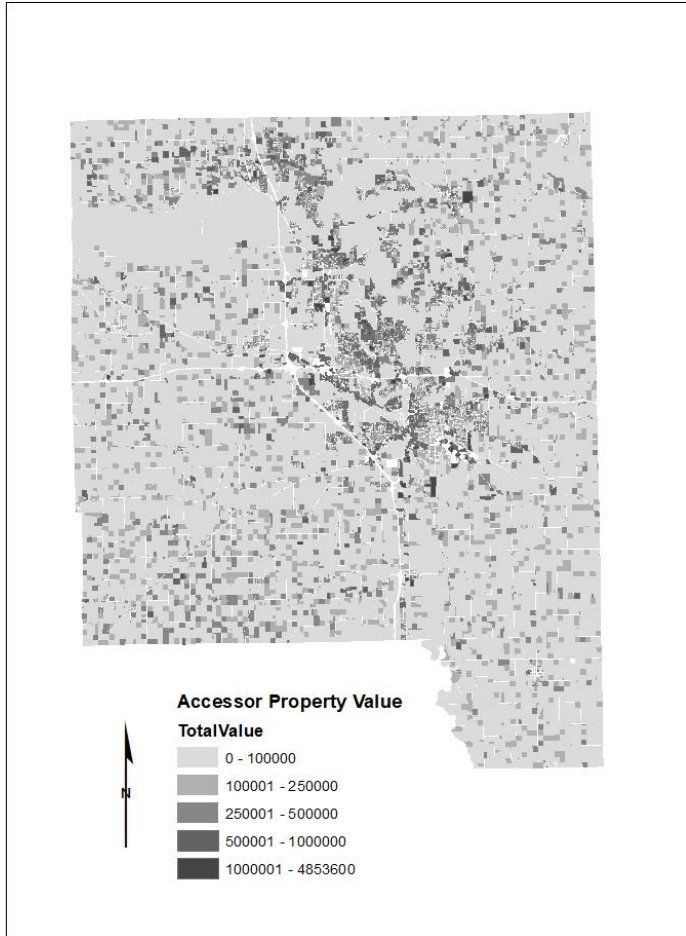 Accessor Property Value
TotalValue
0 - 100000
100001 - 250000
250001 - 500000
500001 - 1000000
1000001 - 4853600
N